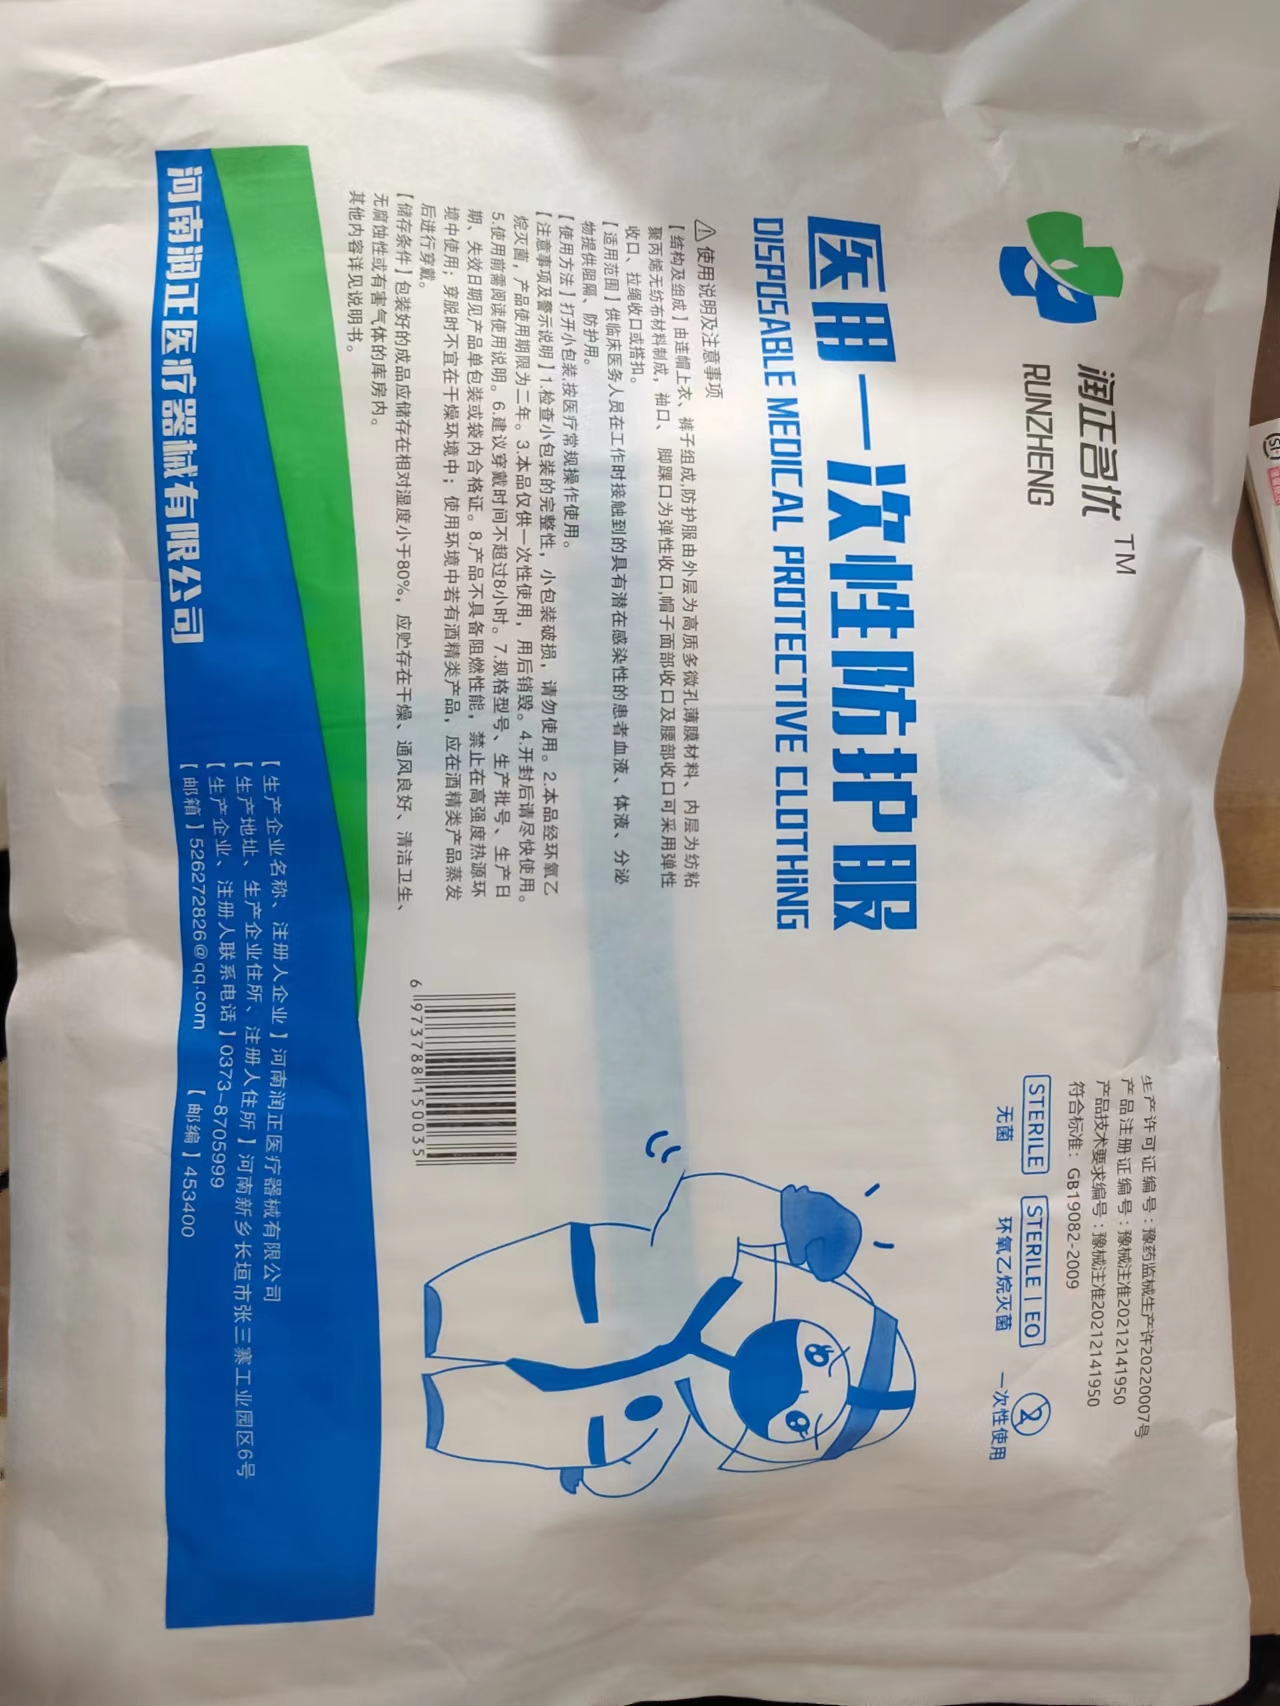 润正名优 TM
RUNZHENG
生产许可证编号：豫药监械生产许20220007号
产品注册证编号：豫械注准20212141950
产品技术要求编号：豫械注准20212141950
符合标准：GB19082-2009
STERILE
无菌
STERILE EO
环氧乙烷灭菌
2
一次性使用
医用一次性防护服
DISPOSABLE MEDICAL PROTECTIVE CLOTHING
使用说明及注意事项
【结构及组成】由连帽上衣、裤子组成,防护服由外层为高质多微孔薄膜材料、内层为纺粘
聚丙烯无纺布材料制成，袖口、脚踝口为弹性收口,帽子面部收口及腰部收口可采用弹性
收口、拉绳收口或搭扣。
【适用范围】供临床医务人员在工作时接触到的具有潜在感染性的患者血液、体液、分泌
物提供阻隔、防护用。
【使用方法】打开小包装,按医疗常规操作使用。
【注意事项及警示说明】1.检查小包装的完整性，小包装破损，请勿使用。2.本品经环氧乙
烷灭菌，产品使用期限为二年。3.本品仅供一次性使用，用后销毁。4.开封后请尽快使用。
5.使用前需阅读使用说明。6.建议穿戴时间不超过8小时。7.规格型号、生产批号、生产日
期、失效日期见产品单包装或袋内合格证。8.产品不具备阻燃性能，禁止在高强度热源环
境中使用；穿脱时不宜在干燥环境中；使用环境中若有酒精类产品，应在酒精类产品蒸发
后进行穿戴。
【储存条件】包装好的成品应储存在相对湿度小于80%，应贮存在干燥、通风良好、清洁卫生、
无腐蚀性或有害气体的库房内。
其他内容详见说明书。
6 973788 150035
河南润正医疗器械有限公司
【生产企业名称、注册人企业】河南润正医疗器械有限公司
【生产地址、生产企业住所、注册人住所】河南新乡长垣市张三寨工业园区6号
【生产企业、注册人联系电话】0373-8705999
【邮箱】526272826@qq.com 【邮编】453400